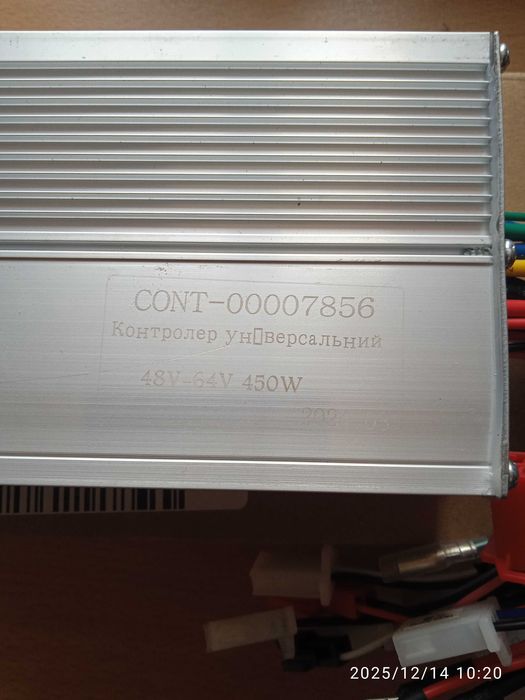 CONT-00007856
Контролер ун▯версальний
48V-64V 450W
2025/12/14 10:20